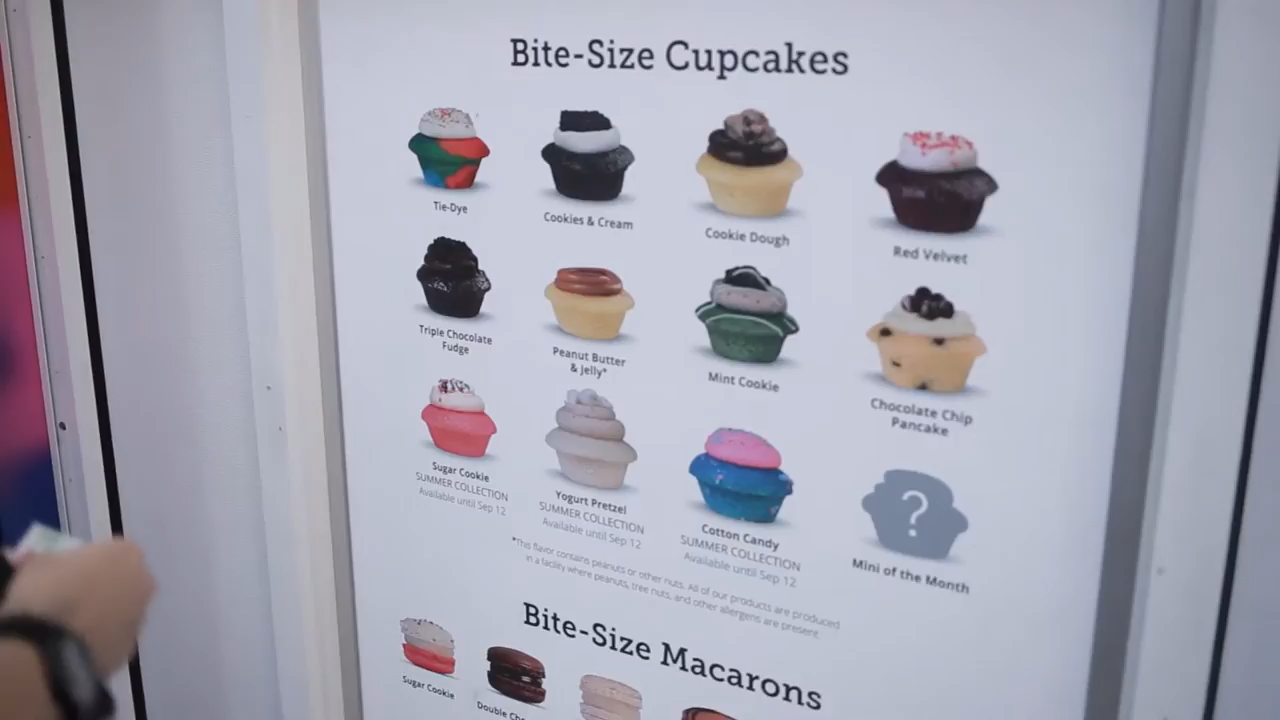 Bite-Size Cupcakes
Tie-Dye
Cookies & Cream
Cookie Dough
Red Velvet
Triple Chocolate
Fudge
Peanut Butter
& Jelly*
Mint Cookie
Chocolate Chip
Pancake
Sugar Cookie
SUMMER COLLECTION
Available until Sep 12
Yogurt Pretzel
SUMMER COLLECTION
Available until Sep 12
Cotton Candy
SUMMER COLLECTION
Available until Sep 12
?
Mini of the Month
*This flavor contains peanuts or other nuts. All of our products are produced
in a facility where peanuts, tree nuts, and other allergens are present.
Bite-Size Macarons
Sugar Cookie
Double